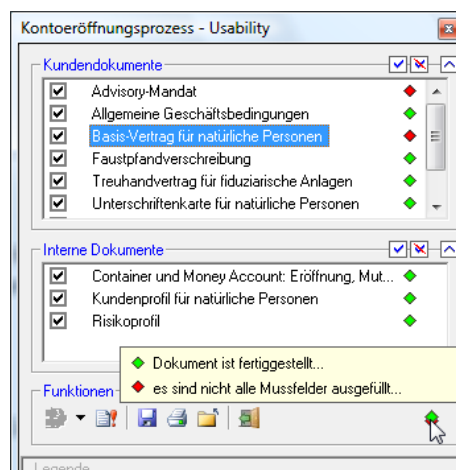 Kontoeröffnungsprozess - Usability
Kundendokumente
Advisory-Mandat
Allgemeine Geschäftsbedingungen
Basis-Vertrag für natürliche Personen
Faustpfandverschreibung
Treuhandvertrag für fiduziarische Anlagen
Unterschriftenkarte für natürliche Personen
Interne Dokumente
Container und Money Account: Eröffnung, Mut...
Kundenprofil für natürliche Personen
Risikoprofil
Dokument ist fertiggestellt...
es sind nicht alle Mussfelder ausgefüllt...
Funktionen
Legende